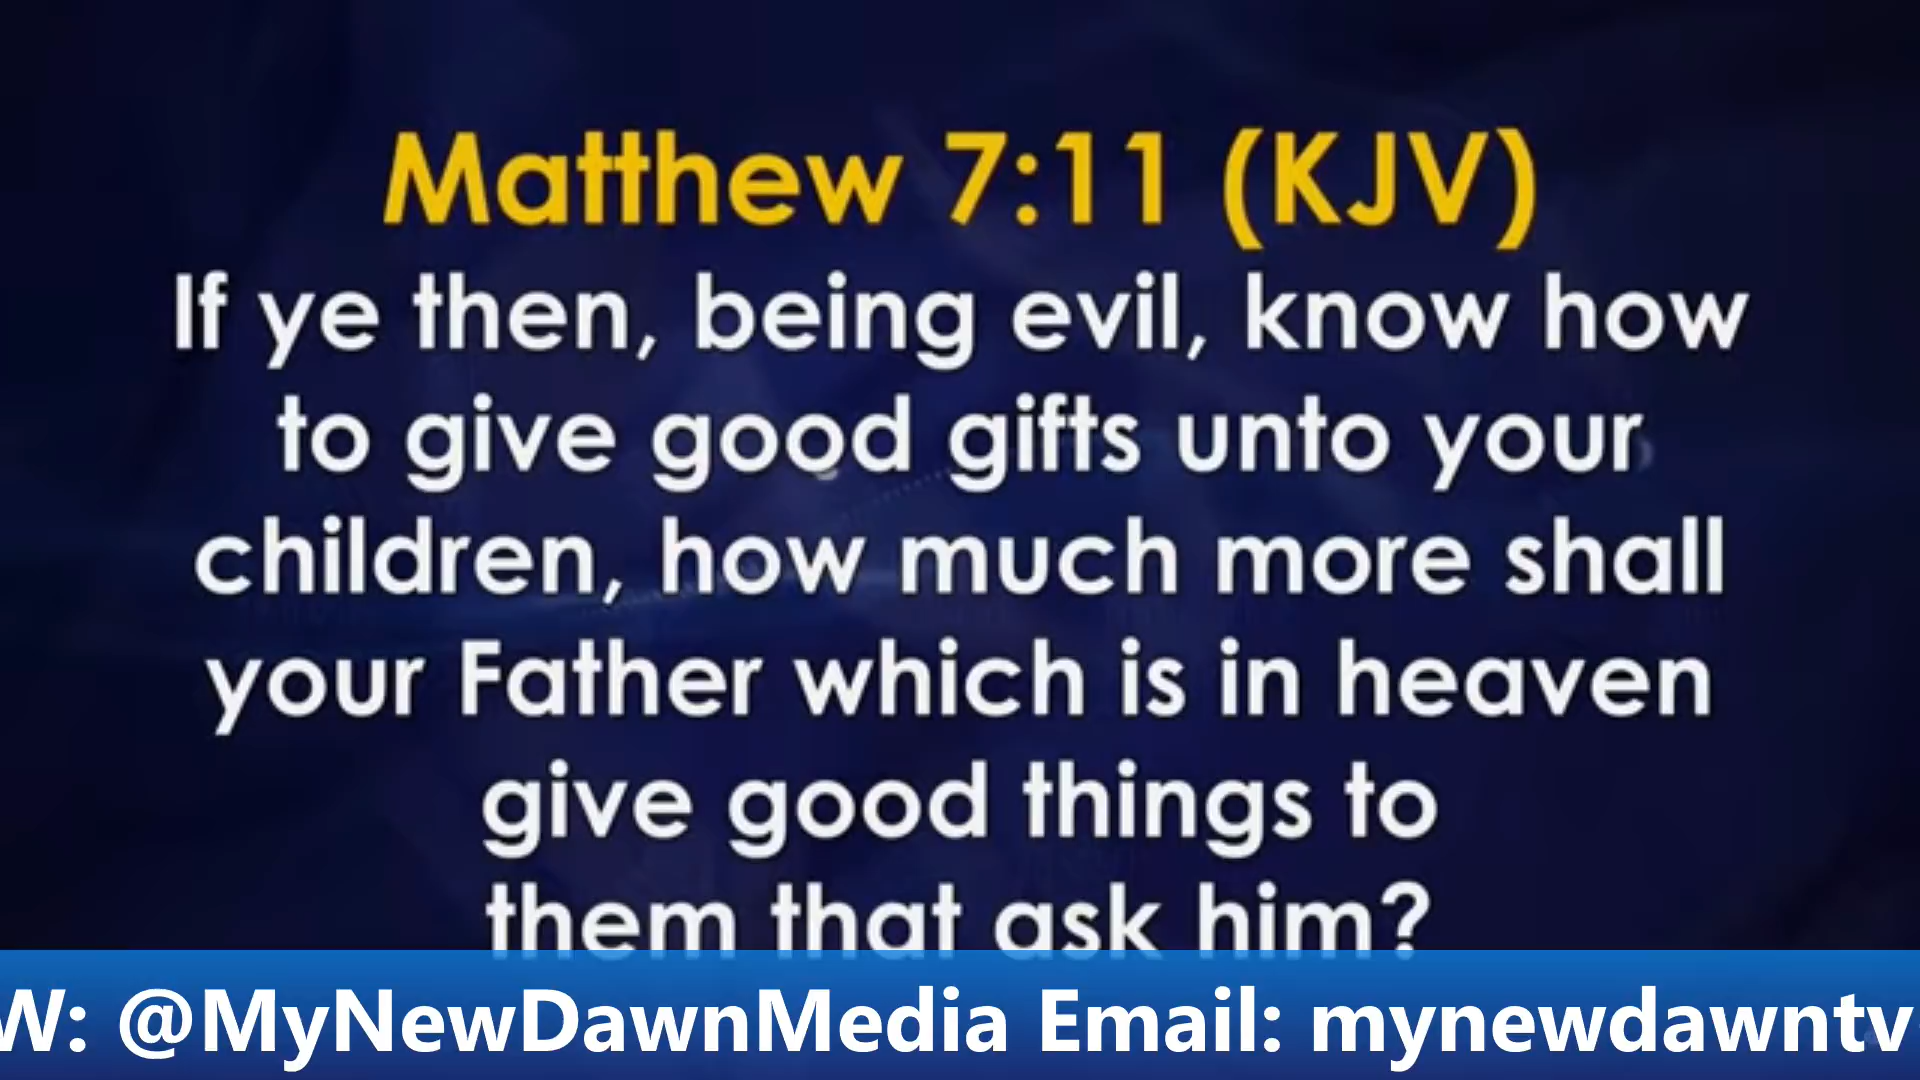 Matthew 7:11 (KJV)
If ye then, being evil, know how
to give good gifts unto your
children, how much more shall
your Father which is in heaven
give good things to
them that ask him?
W: @MyNewDawnMedia Email: mynewdawntv